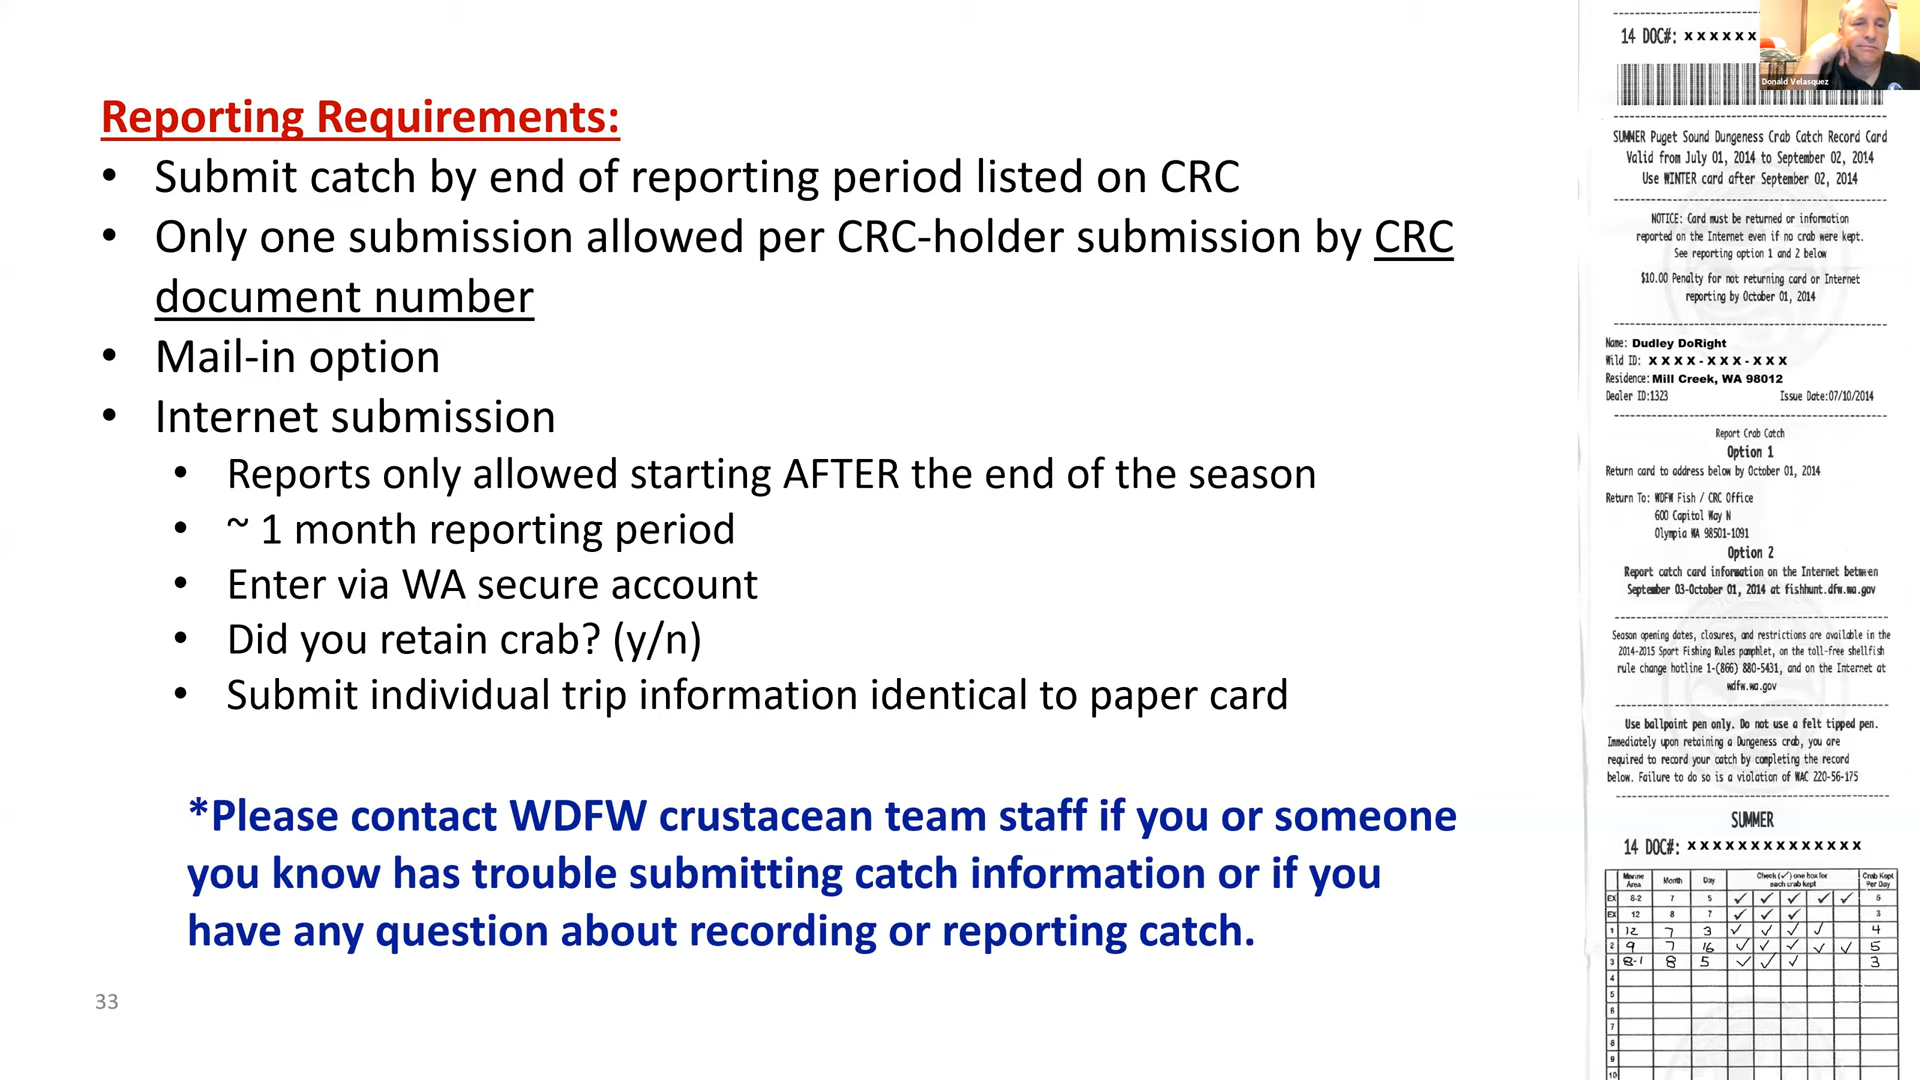 Reporting Requirements:
• Submit catch by end of reporting period listed on CRC
• Only one submission allowed per CRC-holder submission by CRC
document number
• Mail-in option
• Internet submission
• Reports only allowed starting AFTER the end of the season
• ~ 1 month reporting period
• Enter via WA secure account
• Did you retain crab? (y/n)
• Submit individual trip information identical to paper card
*Please contact WDFW crustacean team staff if you or someone
you know has trouble submitting catch information or if you
have any question about recording or reporting catch.
33
14 DOC#: X X X X X X
Donald Velasquez
SUMMER Puget Sound Dungeness Crab Catch Record Card
Valid from July 01, 2014 to September 02, 2014
Use WINTER card after September 02, 2014
NOTICE: Card must be returned or information
reported on the Internet even if no crab were kept.
See reporting option 1 and 2 below
$10.00 Penalty for not returning card or Internet
reporting by October 01, 2014
Name: Dudley DoRight
Wild ID: X X X X - X X X - X X X
Residence: Mill Creek, WA 98012
Dealer ID:1323 Issue Date:07/10/2014
Report Crab Catch
Option 1
Return card to address below by October 01, 2014
Return To: WDFW Fish / CRC Office
600 Capitol Way N
Olympia WA 98501-1091
Option 2
Report catch card information on the Internet between
September 03-October 01, 2014 at fishhunt.dfw.wa.gov
Season opening dates, closures, and restrictions are available in the
2014-2015 Sport Fishing Rules pamphlet, on the toll-free shellfish
rule change hotline 1-(866) 880-5431, and on the Internet at
wdfw.wa.gov
Use ballpoint pen only. Do not use a felt tipped pen.
Immediately upon retaining a Dungeness crab, you are
required to record your catch by completing the record
below. Failure to do so is a violation of WAC 220-56-175
SUMMER
14 DOC#: X X X X X X X X X X X X X X
Marine Area Month Day Check (✓) one box for each crab kept Crab Kept Per Day
EX 8-2 7 5 ✓ ✓ ✓ ✓ ✓ 5
EX 12 8 7 ✓ ✓ ✓ 3
1 12 7 3 ✓ ✓ ✓ ✓ 4
2 9 7 16 ✓ ✓ ✓ ✓ ✓ 5
3 8-1 8 5 ✓ ✓ ✓ 3
4
5
6
7
8
9
10